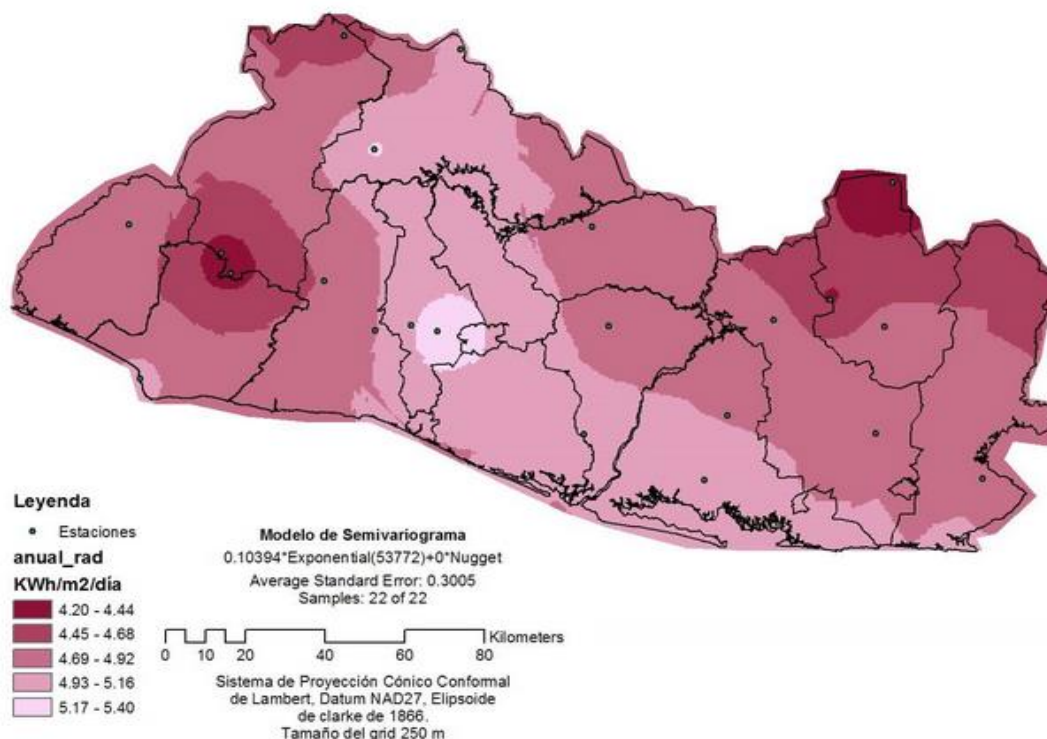 Leyenda
Estaciones
anual_rad
KWh/m2/día
4.20 - 4.44
4.45 - 4.68
4.69 - 4.92
4.93 - 5.16
5.17 - 5.40
Modelo de Semivariograma
0.10394*Exponential(53772)+0*Nugget
Average Standard Error: 0.3005
Samples: 22 of 22
Kilometers
0 10 20 40 60 80
Sistema de Proyección Cónico Conformal
de Lambert, Datum NAD27, Elipsoide
de clarke de 1866.
Tamaño del grid 250 m